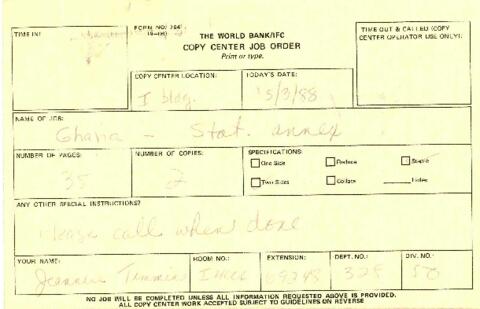 FORM NO. 
THE WORLD BANK/IFC
COPY CENTER JOB ORDER
Print or type.
TIME IN:
TIME OUT & CALLED (COPY
CENTER OPERATOR USE ONLY):
COPY CENTER LOCATION: TODAY'S DATE:
I bldg. 5/3/88
NAME OF JOB:
Ghana - Stat. annex
NUMBER OF PAGES: NUMBER OF COPIES: SPECIFICATIONS:
35 2
One Side Reduce Staple
Two Sides Collate Holes
ANY OTHER SPECIAL INSTRUCTIONS?
Please call when done
YOUR NAME: ROOM NO.: EXTENSION: DEPT. NO.: DIV. NO.:
Jeannine 329 50
NO JOB WILL BE COMPLETED UNLESS ALL INFORMATION REQUESTED ABOVE IS PROVIDED.
ALL COPY CENTER WORK ACCEPTED SUBJECT TO GUIDELINES ON REVERSE